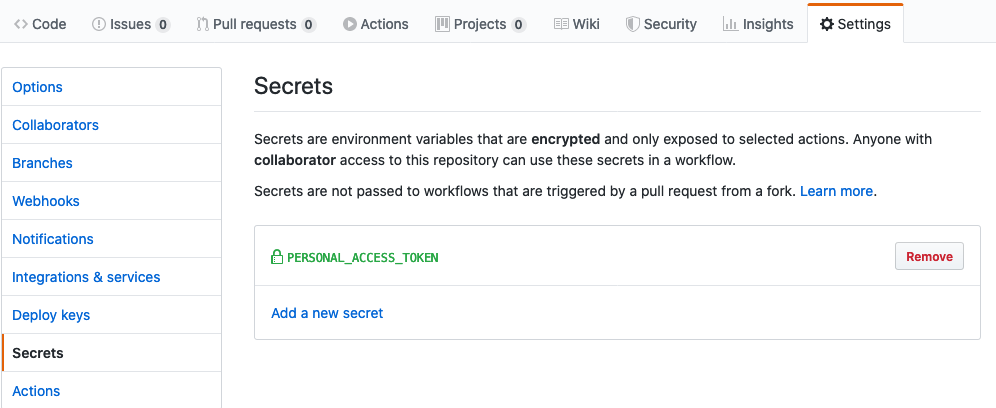 Code Issues 0 Pull requests 0 Actions Projects 0 Wiki Security Insights Settings
Options
Collaborators
Branches
Webhooks
Notifications
Integrations & services
Deploy keys
Secrets
Actions
Secrets
Secrets are environment variables that are encrypted and only exposed to selected actions. Anyone with
collaborator access to this repository can use these secrets in a workflow.
Secrets are not passed to workflows that are triggered by a pull request from a fork. Learn more.
PERSONAL_ACCESS_TOKEN Remove
Add a new secret